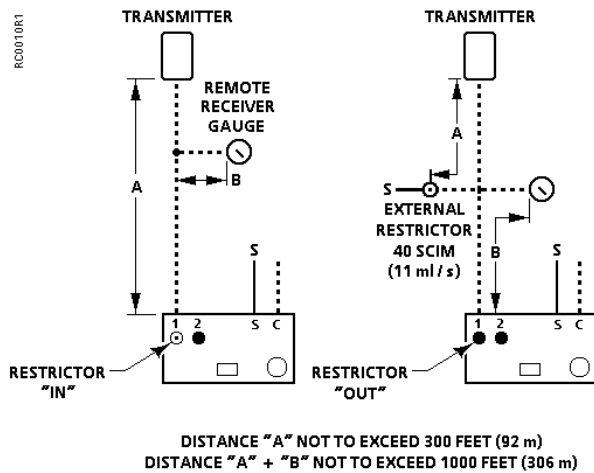 RC0010R1
TRANSMITTER
REMOTE
RECEIVER
GAUGE
A
B
S
1 2 S C
RESTRICTOR
"IN"
TRANSMITTER
A
S
EXTERNAL
RESTRICTOR
40 SCIM
(11 ml / s)
B
S
1 2 S C
RESTRICTOR
"OUT"
DISTANCE "A" NOT TO EXCEED 300 FEET (92 m)
DISTANCE "A" + "B" NOT TO EXCEED 1000 FEET (306 m)